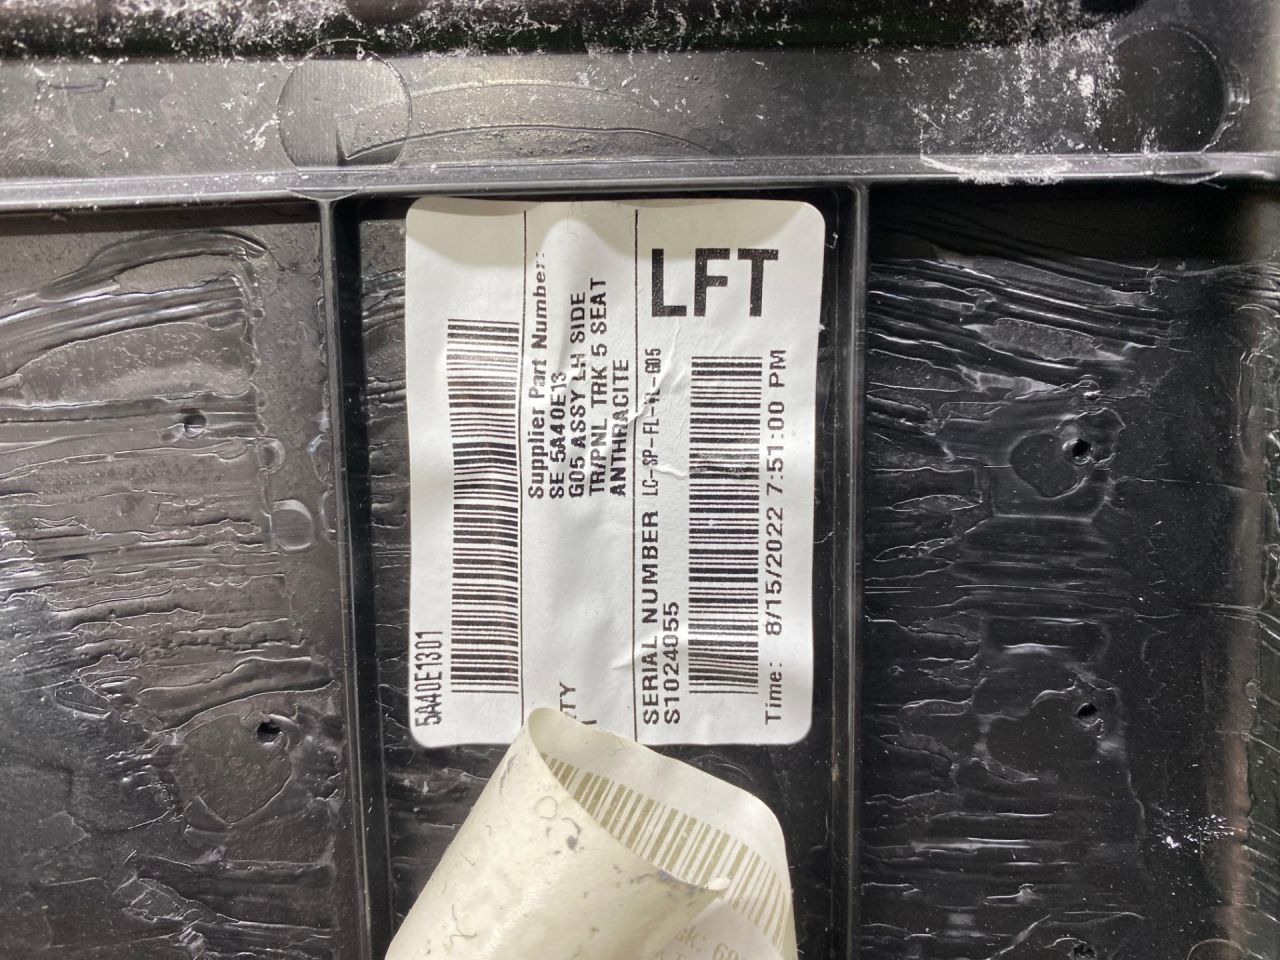 LFT
5A40E1301
Supplier Part Number:
SE 5A40E13
G05 ASSY LH SIDE
TR/PNL TRK 5 SEAT
ANTHRACITE
SERIAL NUMBER
S1024055
Time: 8/15/2022 7:51:00 PM